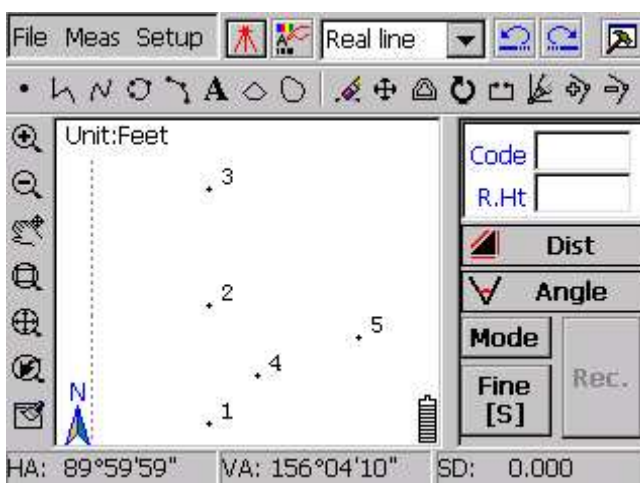 File Meas Setup Real line
A
Unit:Feet
Code
3
R.Ht
Dist
2
Angle
5
Mode
4
Rec.
N
Fine
[S]
1
HA: 89°59'59" VA: 156°04'10" SD: 0.000